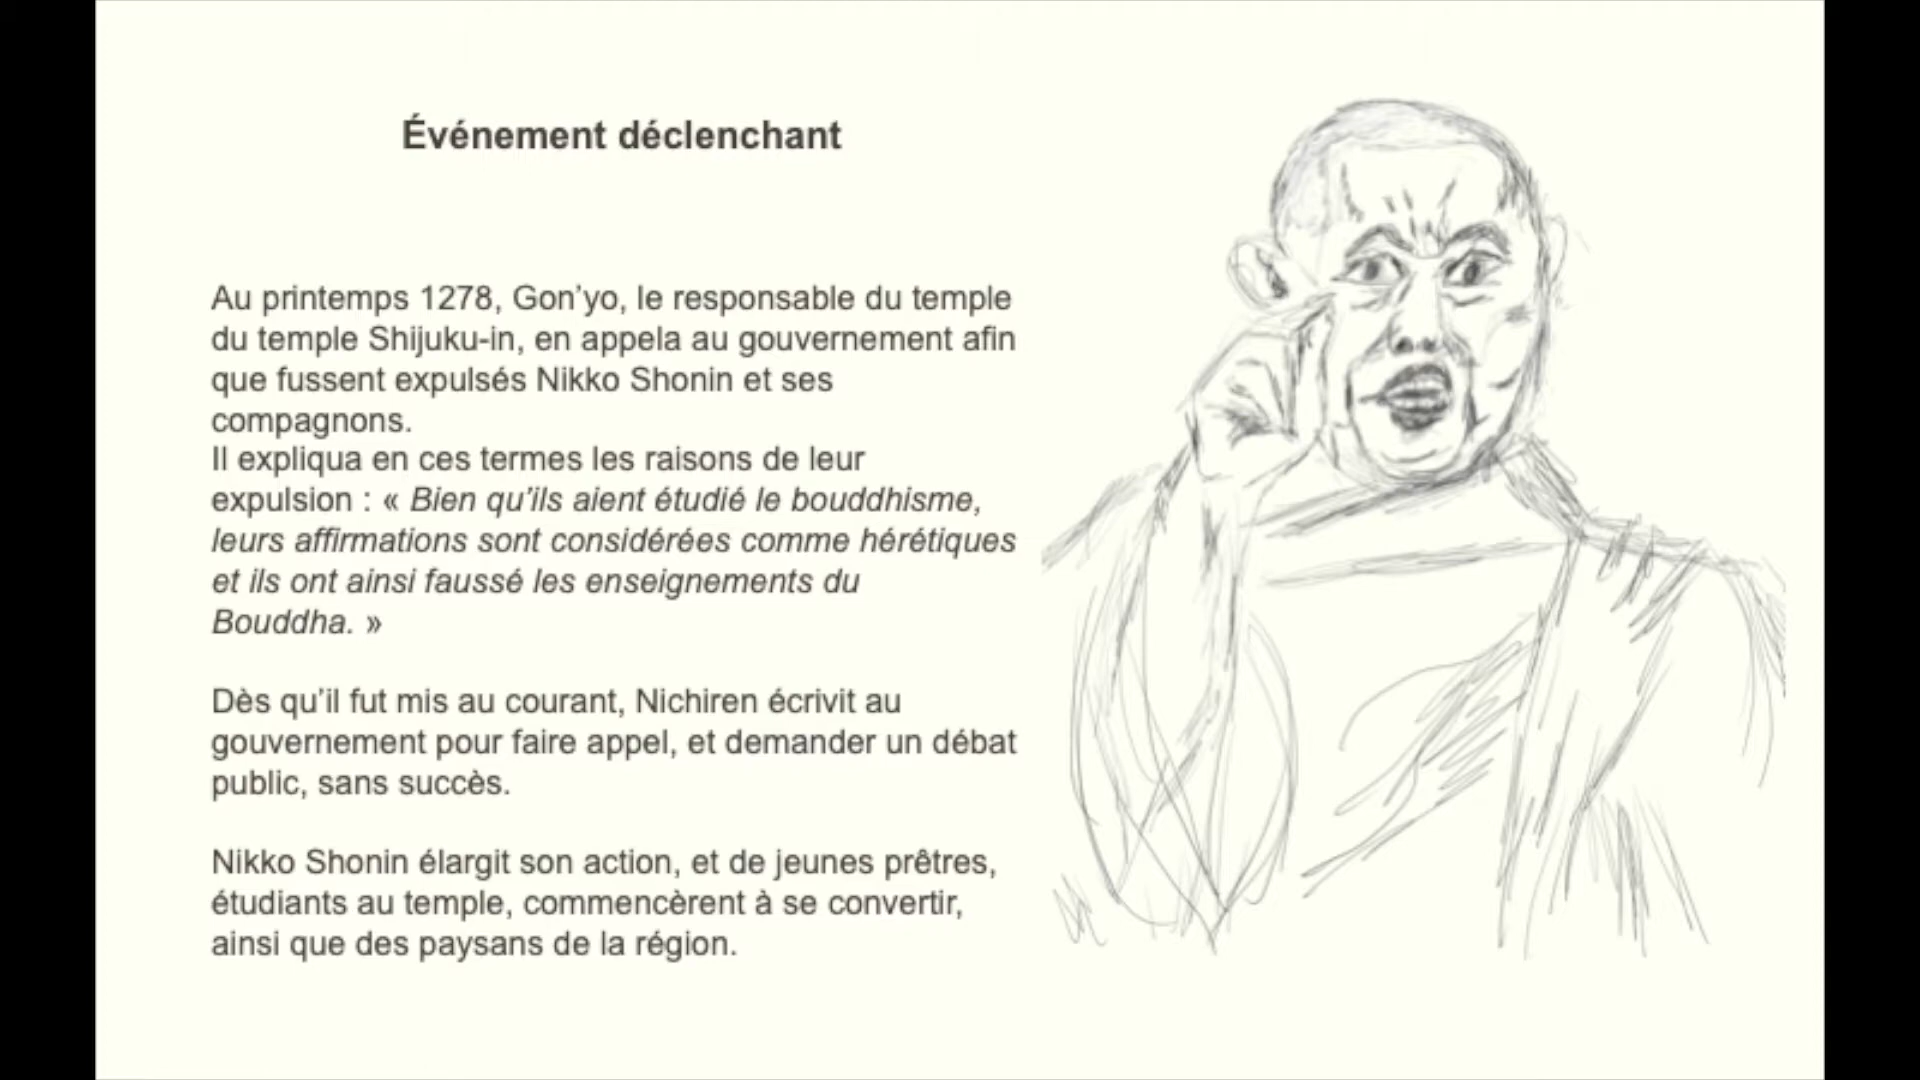 Événement déclenchant
Au printemps 1278, Gon’yo, le responsable du temple
du temple Shijuku-in, en appela au gouvernement afin
que fussent expulsés Nikko Shonin et ses
compagnons.
Il expliqua en ces termes les raisons de leur
expulsion : « Bien qu’ils aient étudié le bouddhisme,
leurs affirmations sont considérées comme hérétiques
et ils ont ainsi faussé les enseignements du
Bouddha. »
Dès qu’il fut mis au courant, Nichiren écrivit au
gouvernement pour faire appel, et demander un débat
public, sans succès.
Nikko Shonin élargit son action, et de jeunes prêtres,
étudiants au temple, commencèrent à se convertir,
ainsi que des paysans de la région.